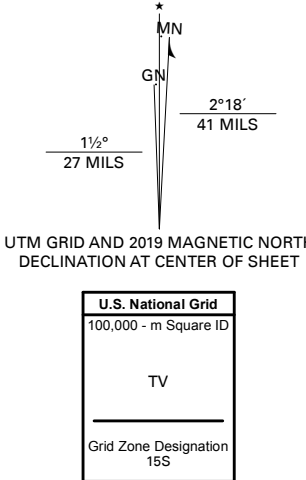 ★
MN
GN
2°18´
41 MILS
1½°
27 MILS
UTM GRID AND 2019 MAGNETIC NORTH
DECLINATION AT CENTER OF SHEET
U.S. National Grid
100,000 - m Square ID
TV
Grid Zone Designation
15S